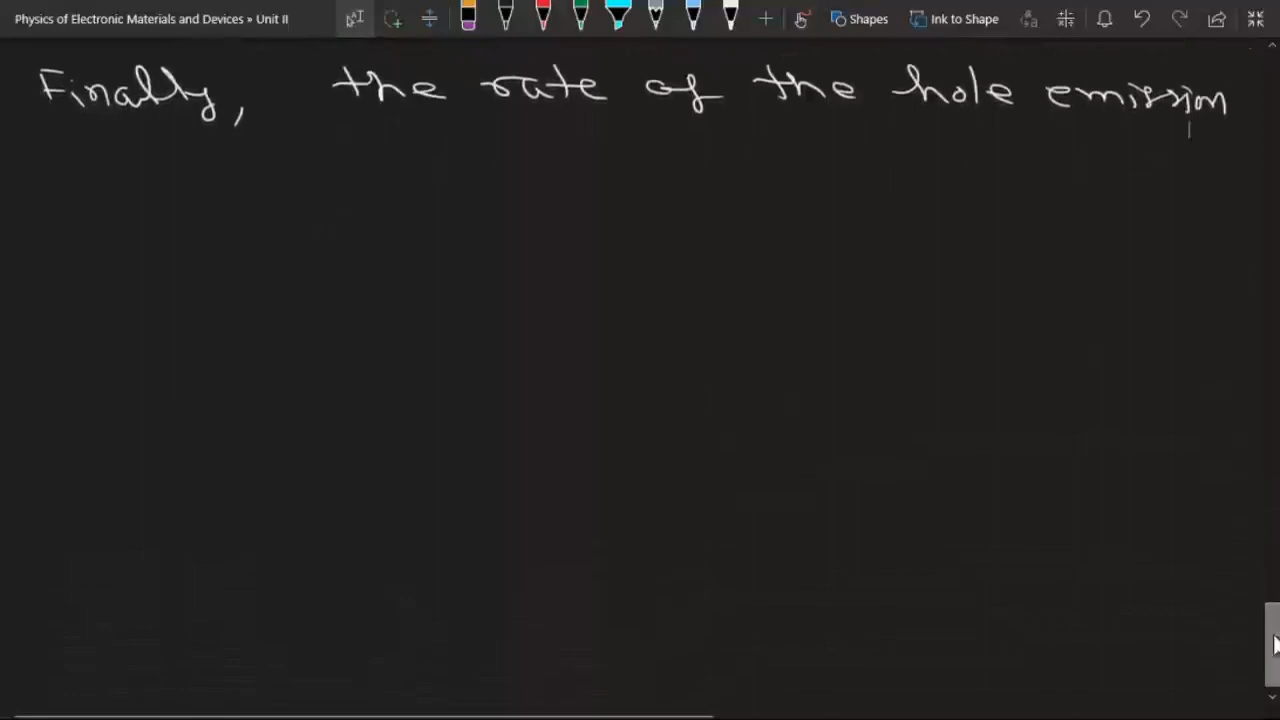 Physics of Electronic Materials and Devices » Unit II
Shapes
Ink to Shape
Finally, the rate of the hole emission